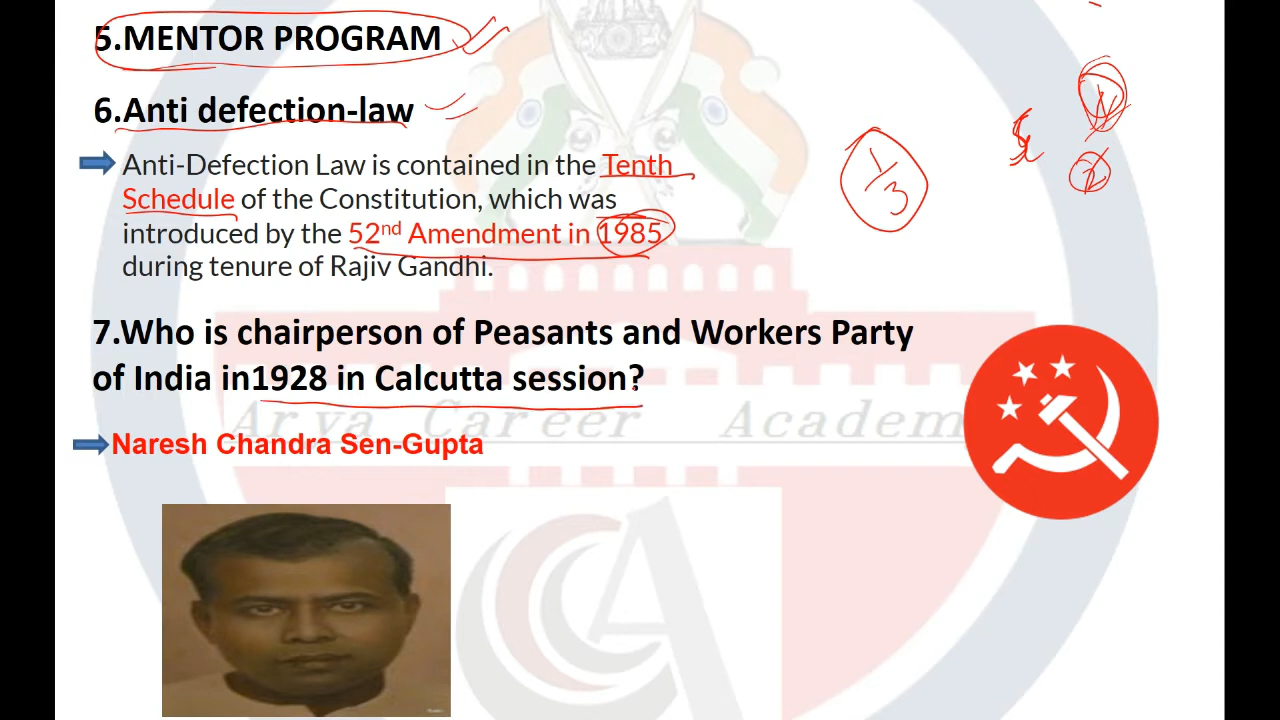 5.MENTOR PROGRAM
6.Anti defection-law
Anti-Defection Law is contained in the Tenth
Schedule of the Constitution, which was
introduced by the 52nd Amendment in 1985
during tenure of Rajiv Gandhi.
1/3
7.Who is chairperson of Peasants and Workers Party
of India in1928 in Calcutta session?
Arya Career Academ
Naresh Chandra Sen-Gupta
CCA